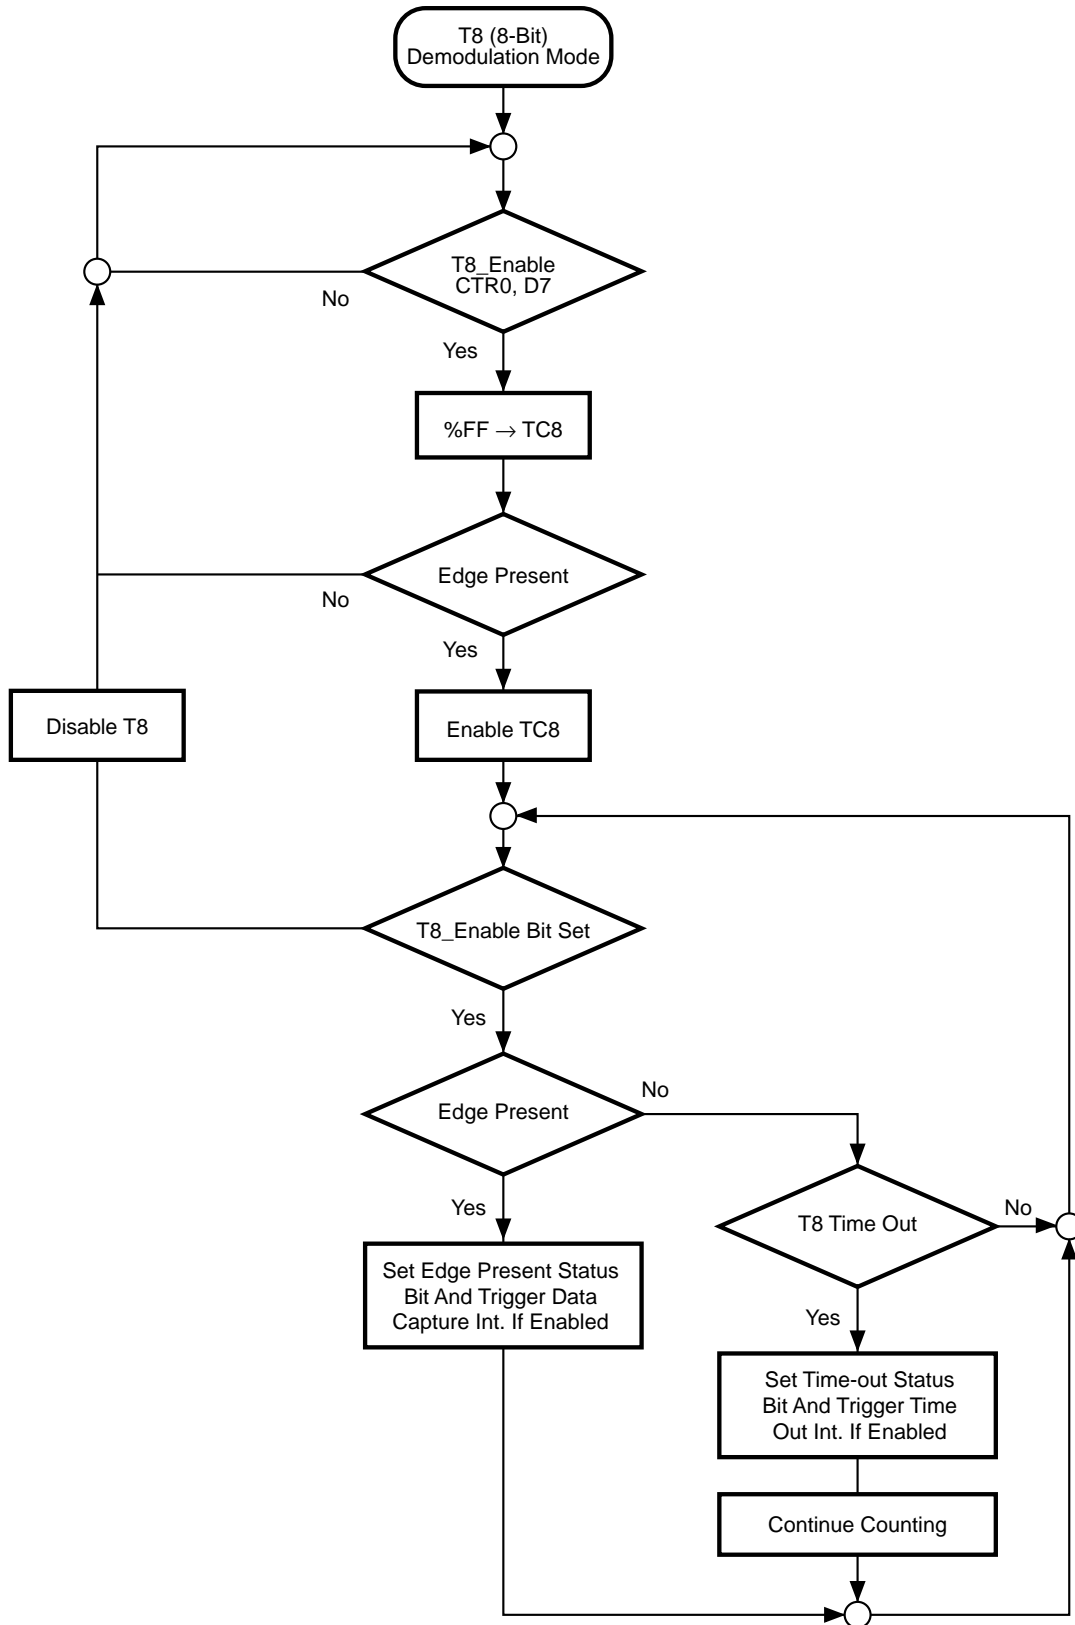 T8 (8-Bit)
Demodulation Mode
T8_Enable
CTR0, D7
No
Yes
%FF → TC8
Edge Present
No
Yes
Disable T8
Enable TC8
T8_Enable Bit Set
Yes
Edge Present
No
Yes
T8 Time Out
No
Set Edge Present Status
Bit And Trigger Data
Capture Int. If Enabled
Yes
Set Time-out Status
Bit And Trigger Time
Out Int. If Enabled
Continue Counting